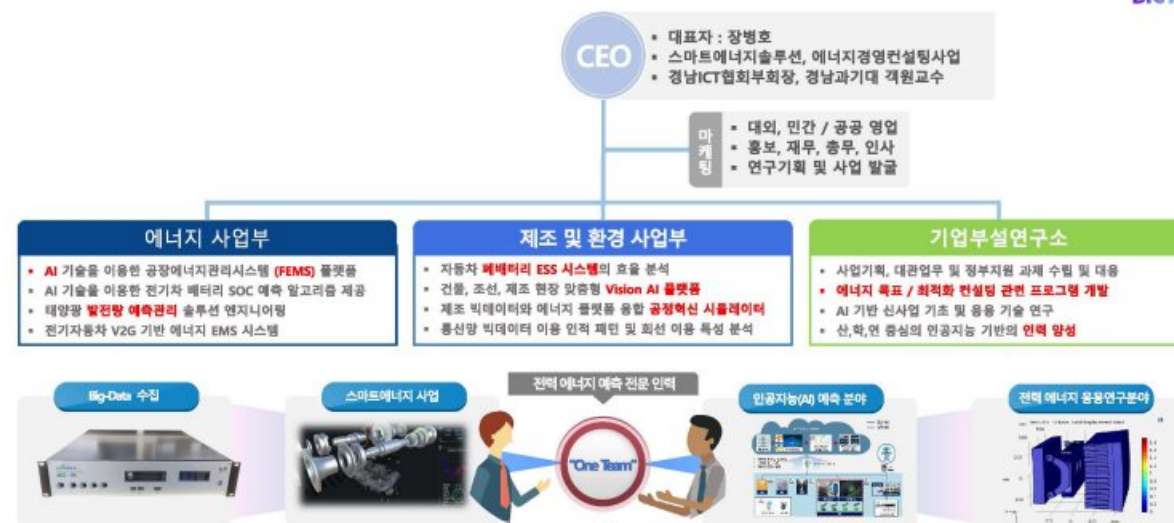 CEO
▪ 대표자 : 장병호
▪ 스마트에너지솔루션, 에너지경영컨설팅사업
▪ 경남ICT협회부회장, 경남과기대 객원교수
마케팅
▪ 대외, 민간 / 공공 영업
▪ 홍보, 재무, 총무, 인사
▪ 연구기획 및 사업 발굴
에너지 사업부
▪ AI 기술을 이용한 공장에너지관리시스템 (FEMS) 플랫폼
▪ AI 기술을 이용한 전기차 배터리 SOC 예측 알고리즘 제공
▪ 태양광 발전량 예측관리 솔루션 엔지니어링
▪ 전기자동차 V2G 기반 에너지 EMS 시스템
제조 및 환경 사업부
▪ 자동차 폐배터리 ESS 시스템의 효율 분석
▪ 건물, 조선, 제조 현장 맞춤형 Vision AI 플랫폼
▪ 제조 빅데이터와 에너지 플랫폼 융합 공정혁신 시뮬레이터
▪ 통신망 빅데이터 이용 인적 패턴 및 회선 이용 특성 분석
기업부설연구소
▪ 사업기획, 대관업무 및 정부지원 과제 수립 및 대응
▪ 에너지 목표 / 최적화 컨설팅 관련 프로그램 개발
▪ AI 기반 신사업 기초 및 응용 기술 연구
▪ 산,학,연 중심의 인공지능 기반의 인력 양성
Big-Data 수집
스마트에너지 사업
전력 에너지 예측 전문 인력
"One Team"
인공지능(AI) 예측 분야
전력 에너지 응용연구분야